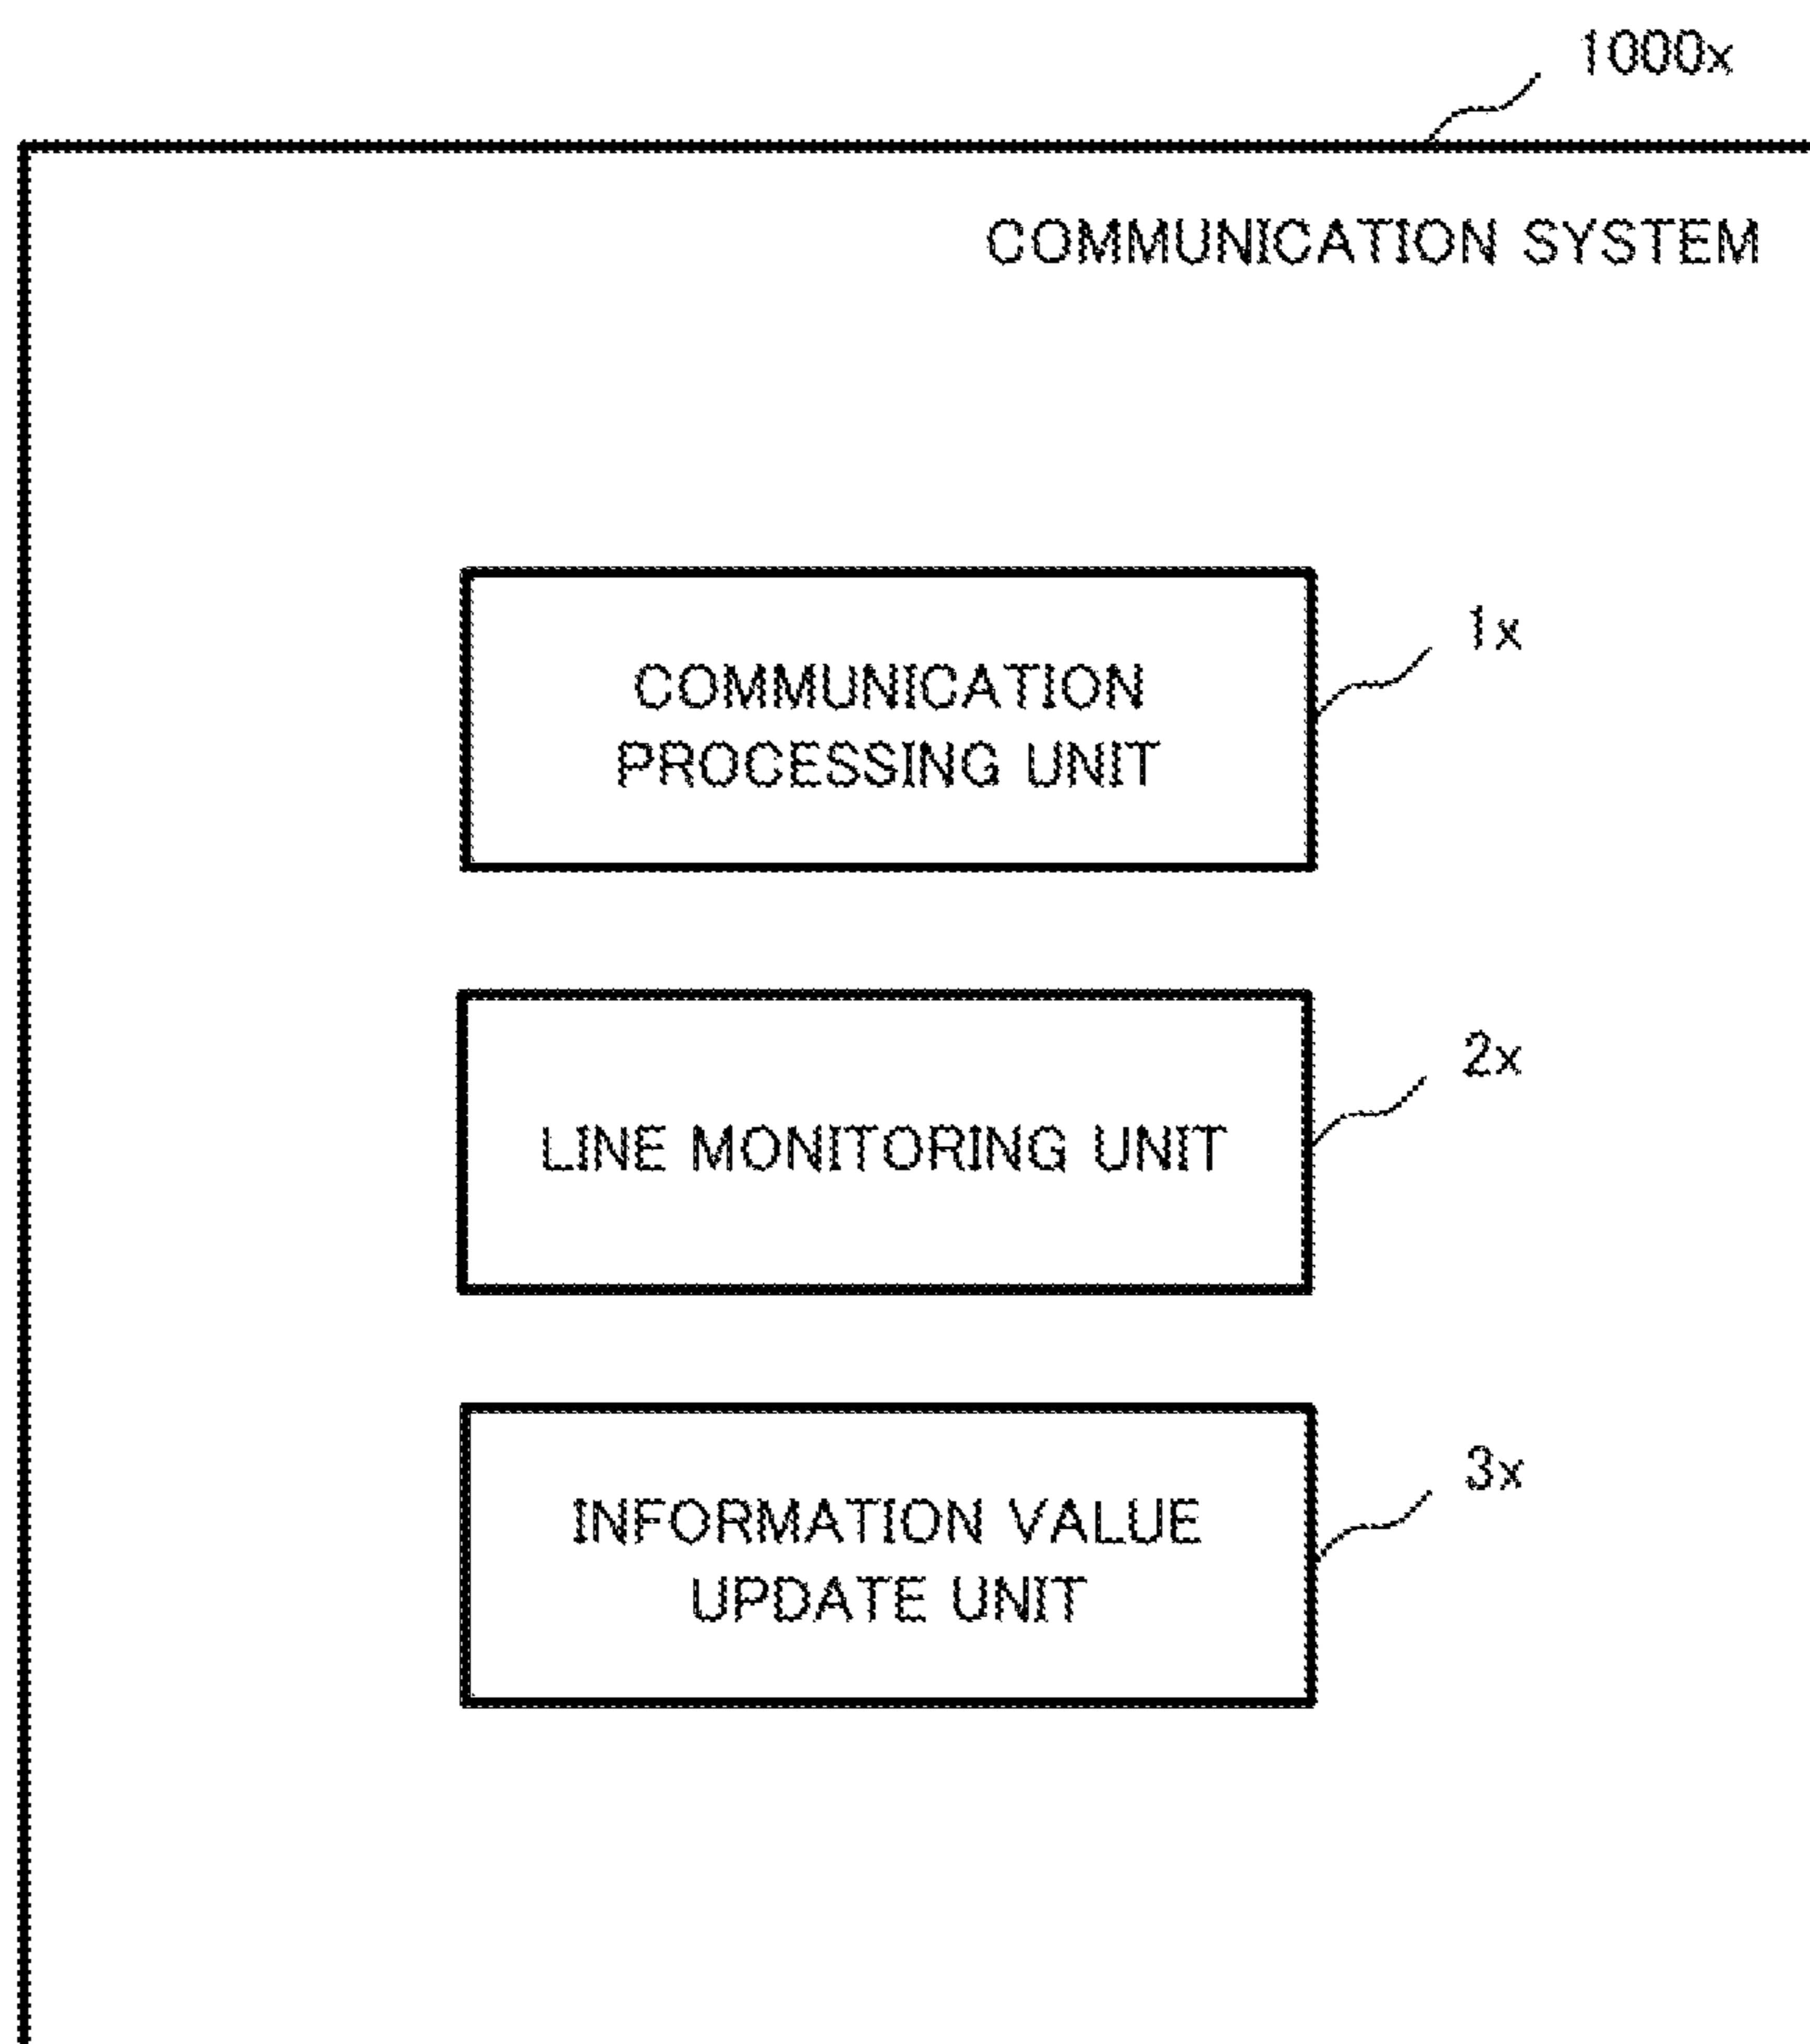 1000x
COMMUNICATION SYSTEM
COMMUNICATION
PROCESSING UNIT
1x
LINE MONITORING UNIT
2x
INFORMATION VALUE
UPDATE UNIT
3x